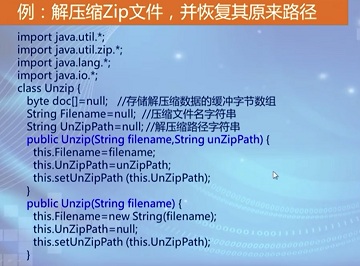 例：解压缩Zip文件，并恢复其原来路径
import java.util.*;
import java.util.zip.*;
import java.lang.*;
import java.io.*;
class Unzip {
byte doc[]=null; //存储解压缩数据的缓冲字节数组
String Filename=null; //压缩文件名字符串
String UnZipPath=null; //解压缩路径字符串
public Unzip(String filename,String unZipPath) {
this.Filename=filename;
this.UnZipPath=unZipPath;
this.setUnZipPath (this.UnZipPath);
}
public Unzip(String filename) {
this.Filename=new String(filename);
this.UnZipPath=null;
this.setUnZipPath (this.UnZipPath);
}